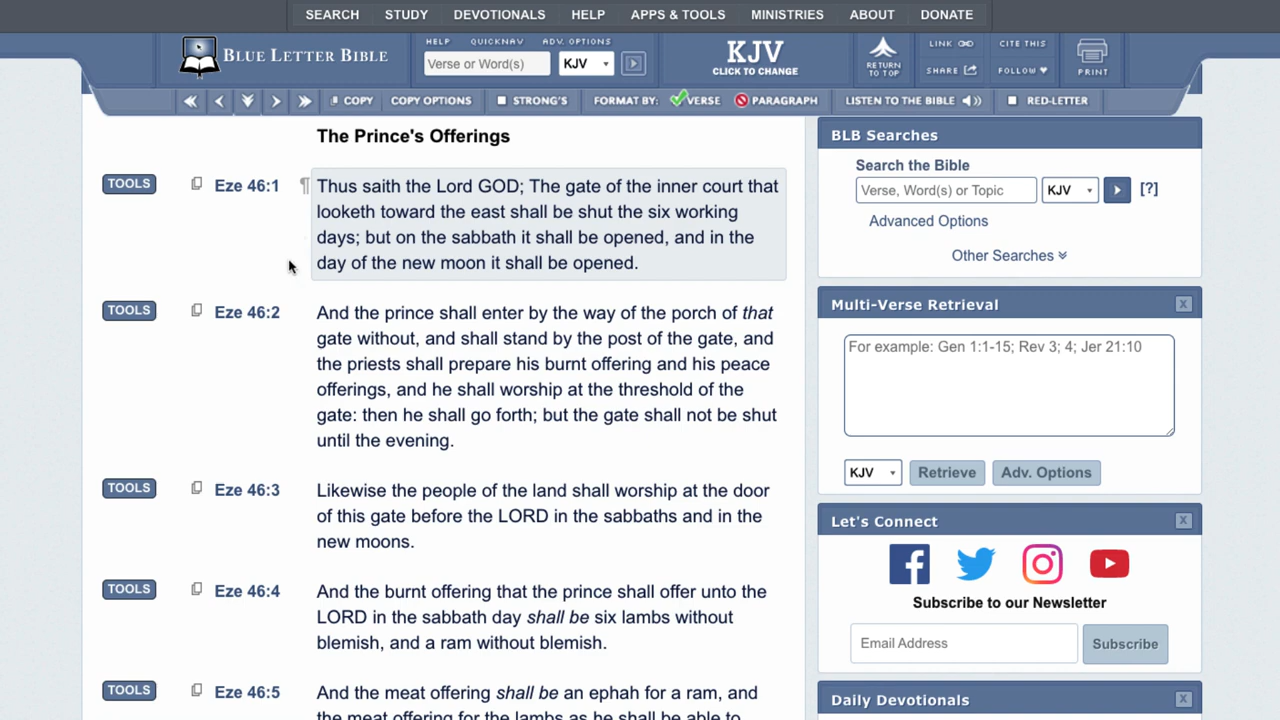 SEARCH STUDY DEVOTIONALS HELP APPS & TOOLS MINISTRIES ABOUT DONATE
BLUE LETTER BIBLE
HELP QUICKNAV ADV. OPTIONS
Verse or Word(s) KJV
KJV
CLICK TO CHANGE
RETURN
TO TOP
LINK CITE THIS
SHARE FOLLOW
PRINT
COPY COPY OPTIONS STRONG'S FORMAT BY: VERSE PARAGRAPH LISTEN TO THE BIBLE RED-LETTER
The Prince's Offerings
TOOLS Eze 46:1 ¶ Thus saith the Lord GOD; The gate of the inner court that
looketh toward the east shall be shut the six working
days; but on the sabbath it shall be opened, and in the
day of the new moon it shall be opened.
TOOLS Eze 46:2 And the prince shall enter by the way of the porch of that
gate without, and shall stand by the post of the gate, and
the priests shall prepare his burnt offering and his peace
offerings, and he shall worship at the threshold of the
gate: then he shall go forth; but the gate shall not be shut
until the evening.
TOOLS Eze 46:3 Likewise the people of the land shall worship at the door
of this gate before the LORD in the sabbaths and in the
new moons.
TOOLS Eze 46:4 And the burnt offering that the prince shall offer unto the
LORD in the sabbath day shall be six lambs without
blemish, and a ram without blemish.
TOOLS Eze 46:5 And the meat offering shall be an ephah for a ram, and
the meat offering for the lambs as he shall be able to
BLB Searches
Search the Bible
Verse, Word(s) or Topic KJV [?]
Advanced Options
Other Searches
Multi-Verse Retrieval X
For example: Gen 1:1-15; Rev 3; 4; Jer 21:10
KJV Retrieve Adv. Options
Let's Connect X
Subscribe to our Newsletter
Email Address Subscribe
Daily Devotionals X